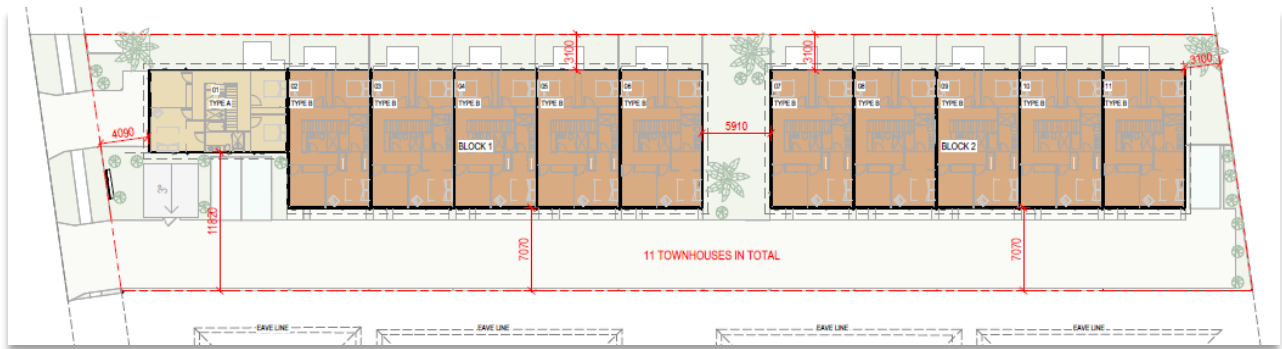 3100
3100
3100
01
TYPE A
02
TYPE B
03
TYPE B
04
TYPE B
05
TYPE B
06
TYPE B
07
TYPE B
08
TYPE B
09
TYPE B
10
TYPE B
11
TYPE B
4090
5910
BLOCK 1
BLOCK 2
3°
11820
7070
7070
11 TOWNHOUSES IN TOTAL
EAVE LINE
EAVE LINE
EAVE LINE
EAVE LINE